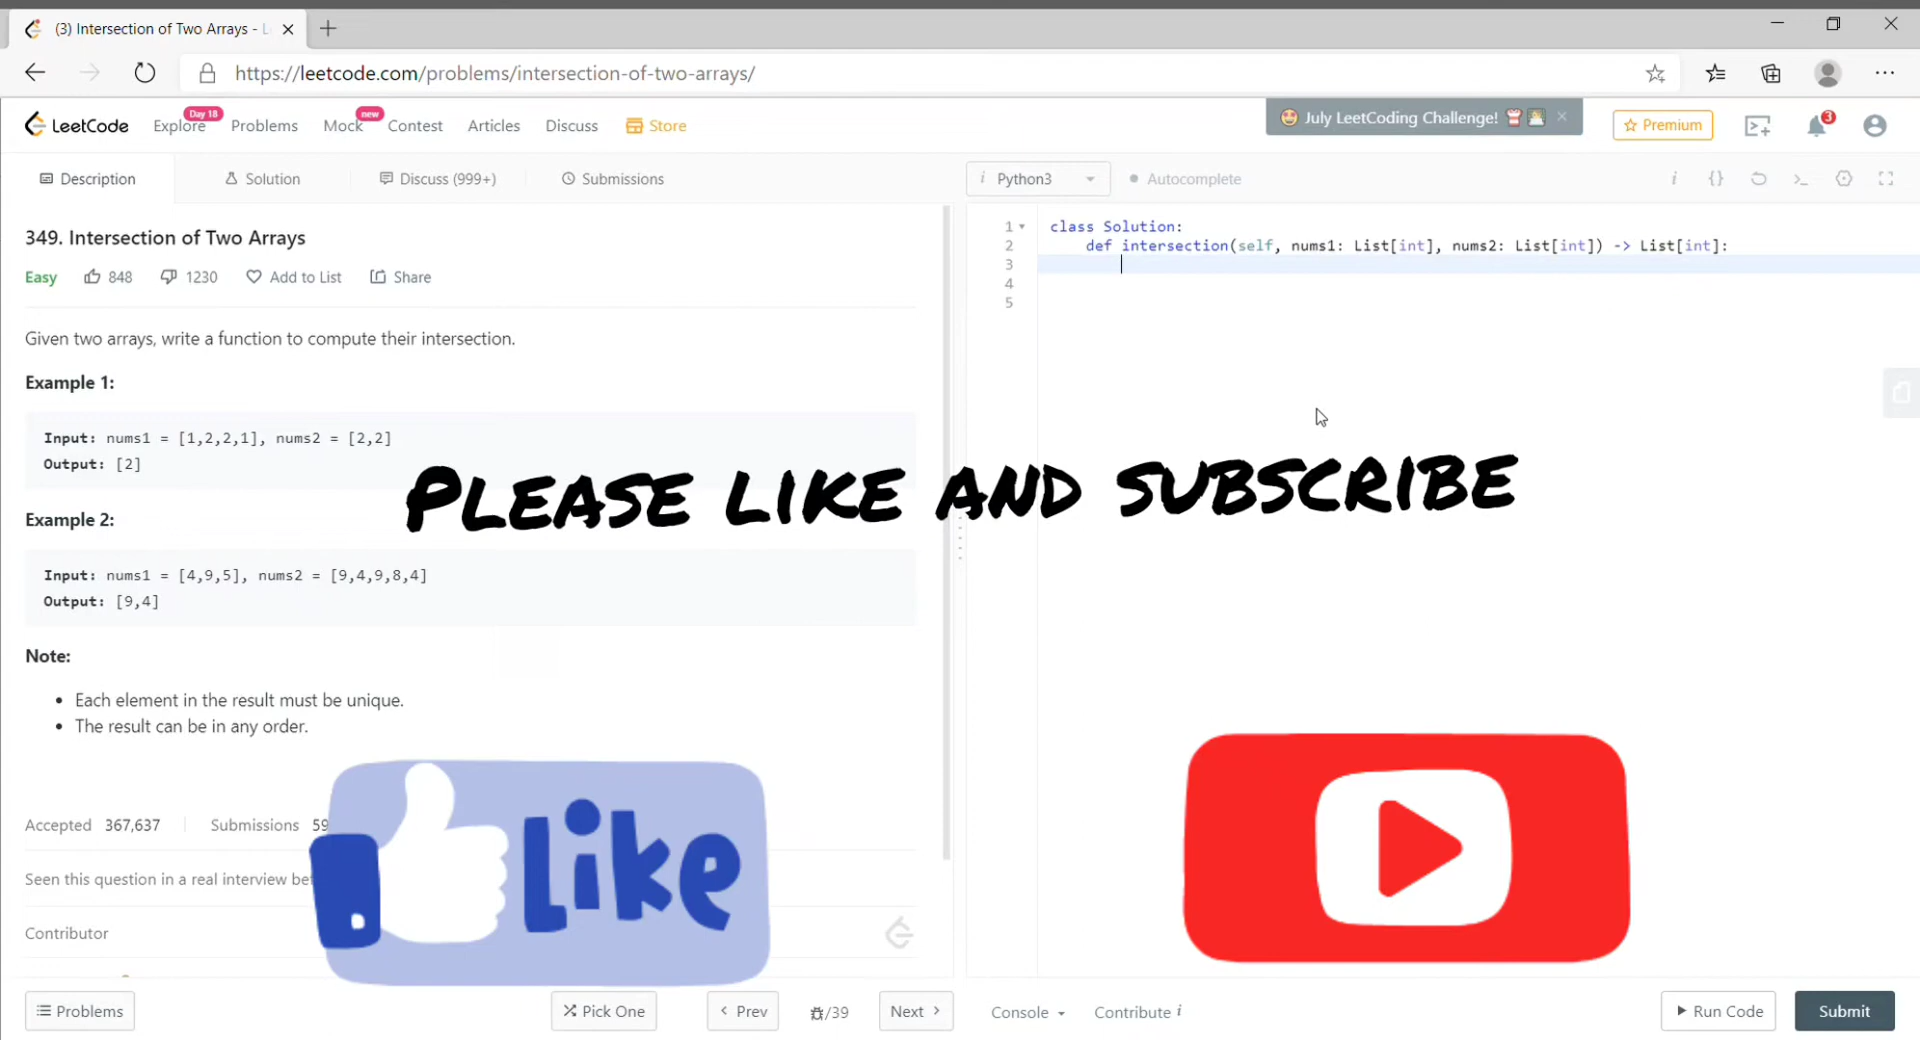 (3) Intersection of Two Arrays - L
https://leetcode.com/problems/intersection-of-two-arrays/
LeetCode Explore Day 18 Problems Mock new Contest Articles Discuss Store July LeetCoding Challenge! Premium 3
Description Solution Discuss (999+) Submissions
i Python3 Autocomplete i {} >_
349. Intersection of Two Arrays
Easy 848 1230 Add to List Share
Given two arrays, write a function to compute their intersection.
Example 1:
Input: nums1 = [1,2,2,1], nums2 = [2,2]
Output: [2]
Example 2:
Input: nums1 = [4,9,5], nums2 = [9,4,9,8,4]
Output: [9,4]
Note:
• Each element in the result must be unique.
• The result can be in any order.
Accepted 367,637 Submissions 59
Seen this question in a real interview be
Contributor
1 class Solution:
2 def intersection(self, nums1: List[int], nums2: List[int]) -> List[int]:
3
4
5
Please like and subscribe
like
Problems Pick One Prev /39 Next Console Contribute i Run Code Submit